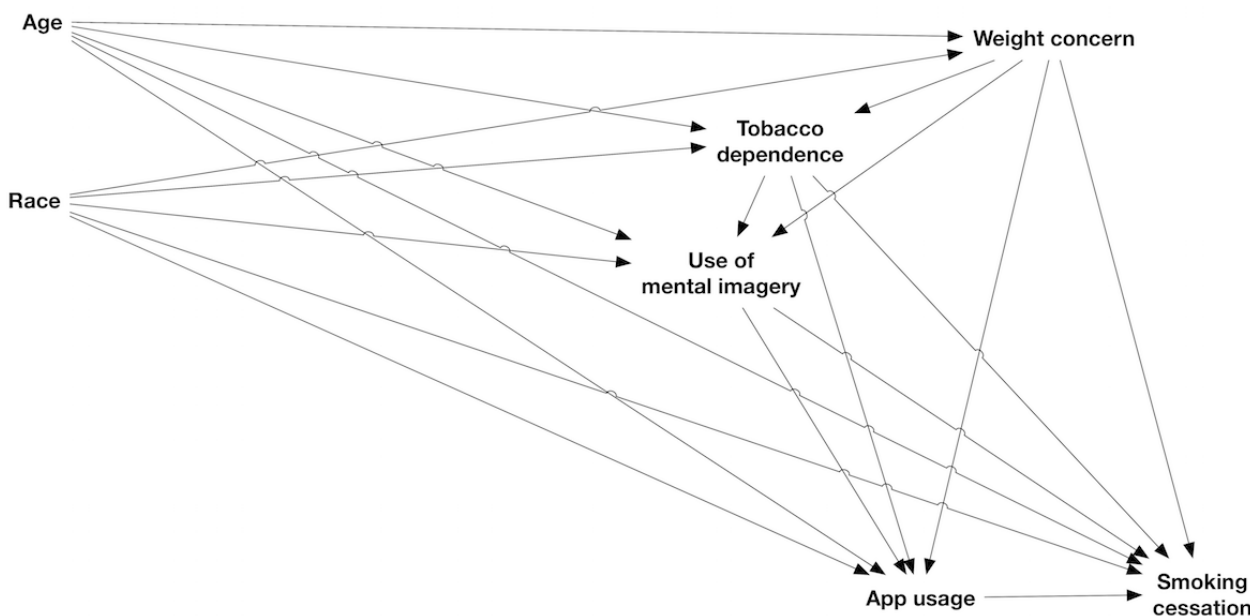 Age
Weight concern
Tobacco
dependence
Race
Use of
mental imagery
App usage
Smoking
cessation